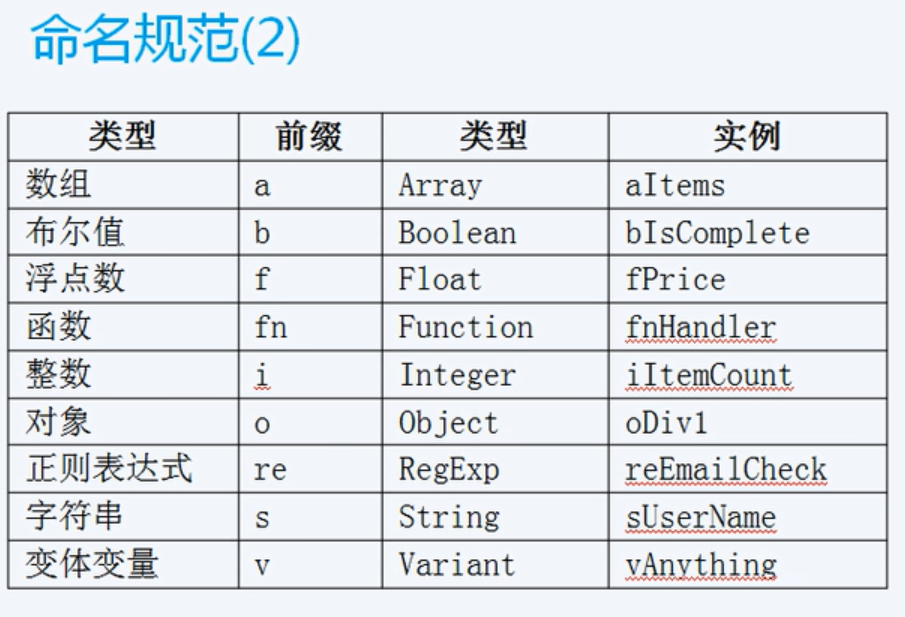 命名规范(2)
类型 前缀 类型 实例
数组 a Array aItems
布尔值 b Boolean bIsComplete
浮点数 f Float fPrice
函数 fn Function fnHandler
整数 i Integer iItemCount
对象 o Object oDiv1
正则表达式 re RegExp reEmailCheck
字符串 s String sUserName
变体变量 v Variant vAnything